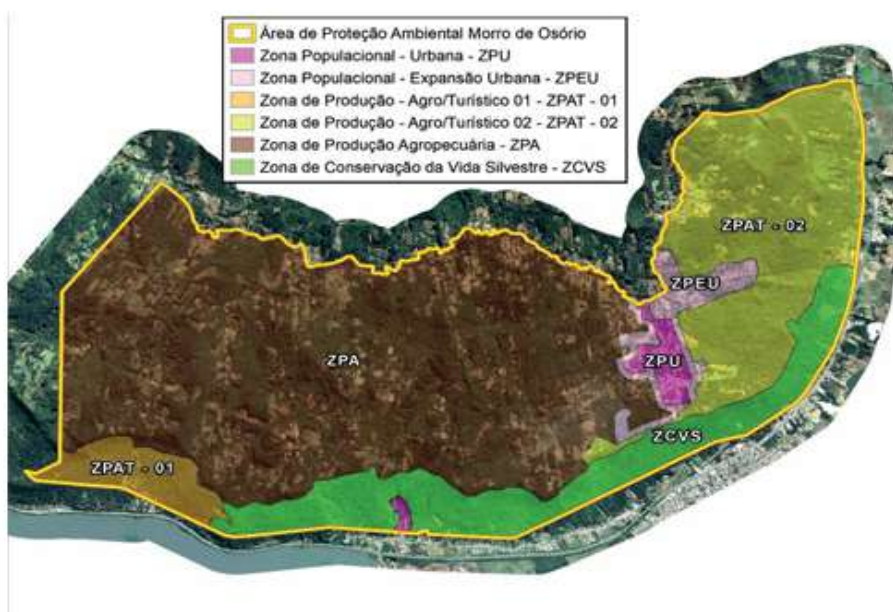 Área de Proteção Ambiental Morro de Osório
Zona Populacional - Urbana - ZPU
Zona Populacional - Expansão Urbana - ZPEU
Zona de Produção - Agro/Turístico 01 - ZPAT - 01
Zona de Produção - Agro/Turístico 02 - ZPAT - 02
Zona de Produção Agropecuária - ZPA
Zona de Conservação da Vida Silvestre - ZCVS
ZPAT - 02
ZPEU
ZPA
ZPU
ZCVS
ZPAT - 01